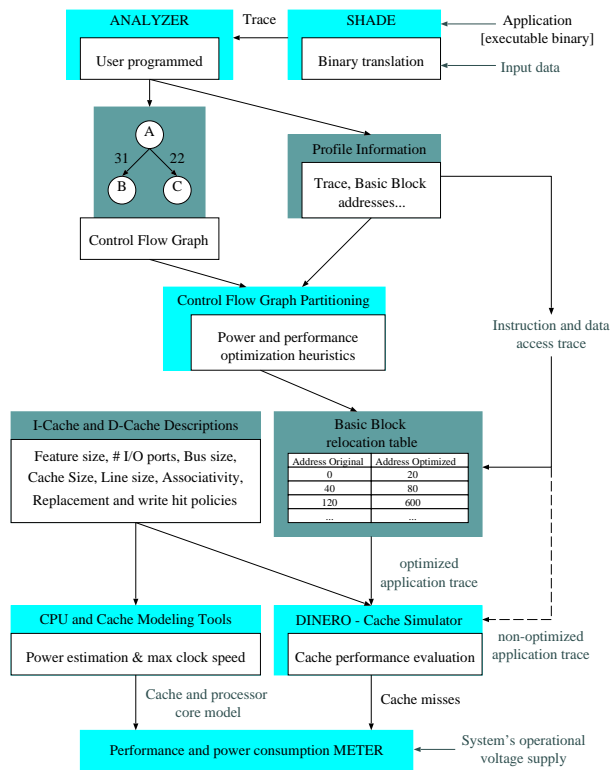 ANALYZER
Trace
SHADE
Application
[executable binary]
User programmed
Binary translation
Input data
A
31
22
B
C
Control Flow Graph
Profile Information
Trace, Basic Block
addresses...
Control Flow Graph Partitioning
Power and performance
optimization heuristics
Instruction and data
access trace
I-Cache and D-Cache Descriptions
Feature size, # I/O ports, Bus size,
Cache Size, Line size, Associativity,
Replacement and write hit policies
Basic Block
relocation table
Address Original Address Optimized
0 20
40 80
120 600
... ...
optimized
application trace
CPU and Cache Modeling Tools
Power estimation & max clock speed
DINERO - Cache Simulator
Cache performance evaluation
non-optimized
application trace
Cache and processor
core model
Cache misses
Performance and power consumption METER
System's operational
voltage supply